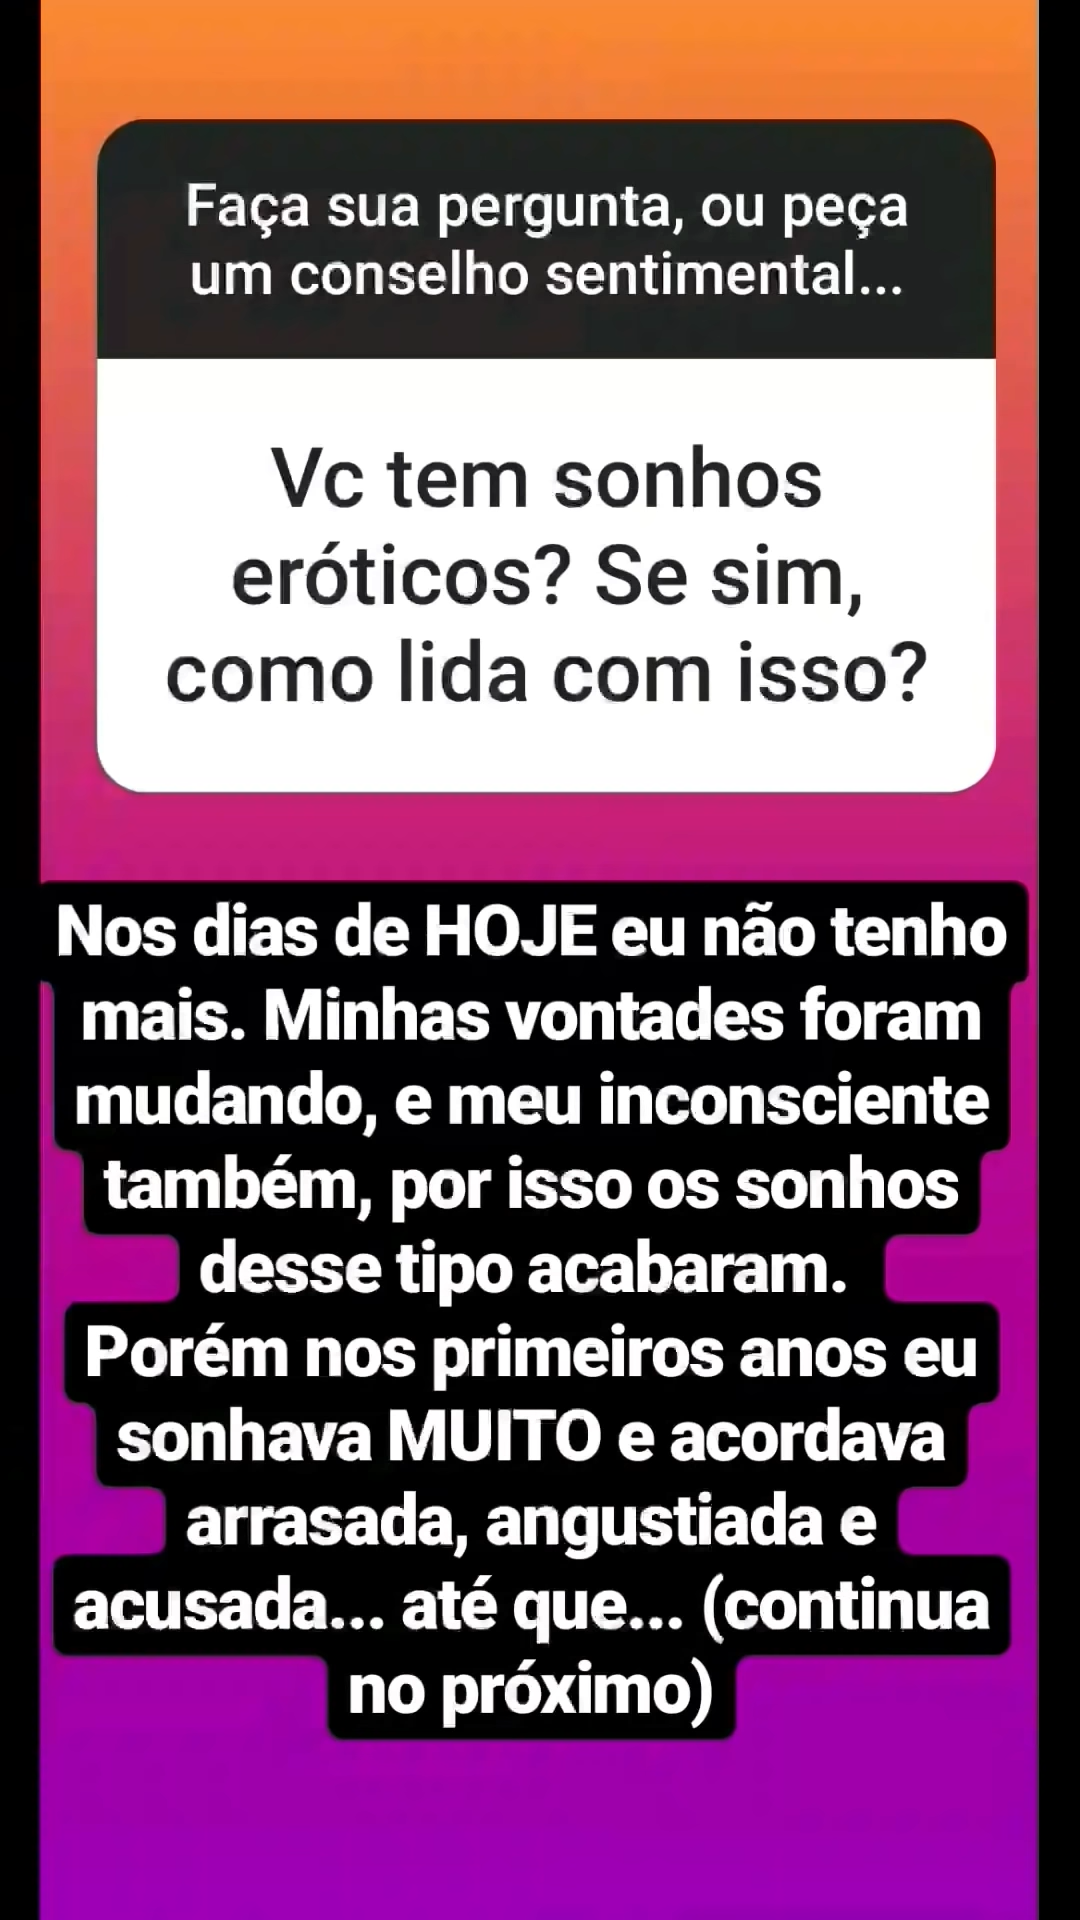 Faça sua pergunta, ou peça
um conselho sentimental...
Vc tem sonhos
eróticos? Se sim,
como lida com isso?
Nos dias de HOJE eu não tenho
mais. Minhas vontades foram
mudando, e meu inconsciente
também, por isso os sonhos
desse tipo acabaram.
Porém nos primeiros anos eu
sonhava MUITO e acordava
arrasada, angustiada e
acusada... até que... (continua
no próximo)